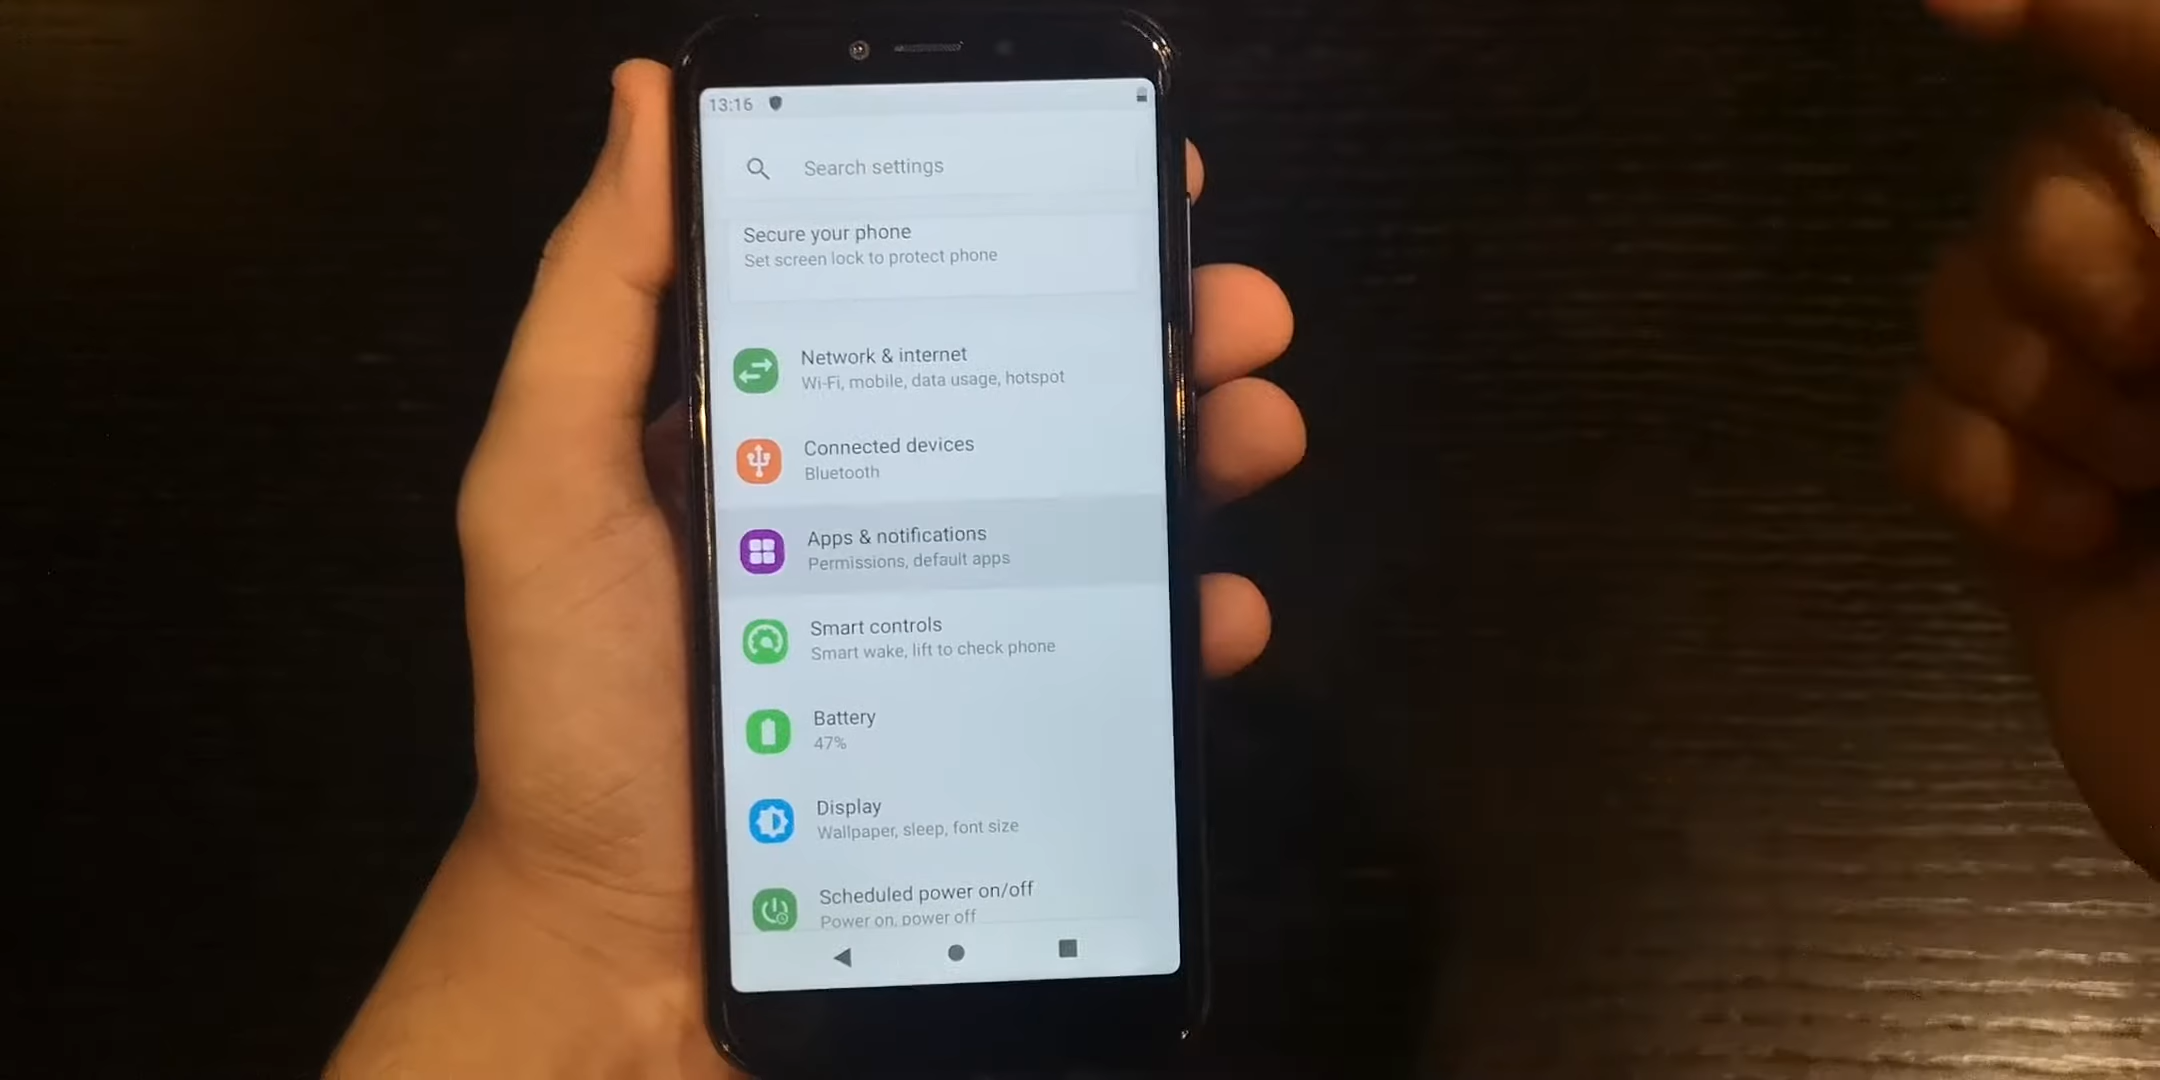 13:16
Search settings
Secure your phone
Set screen lock to protect phone
Network & internet
Wi-Fi, mobile, data usage, hotspot
Connected devices
Bluetooth
Apps & notifications
Permissions, default apps
Smart controls
Smart wake, lift to check phone
Battery
47%
Display
Wallpaper, sleep, font size
Scheduled power on/off
Power on, power off